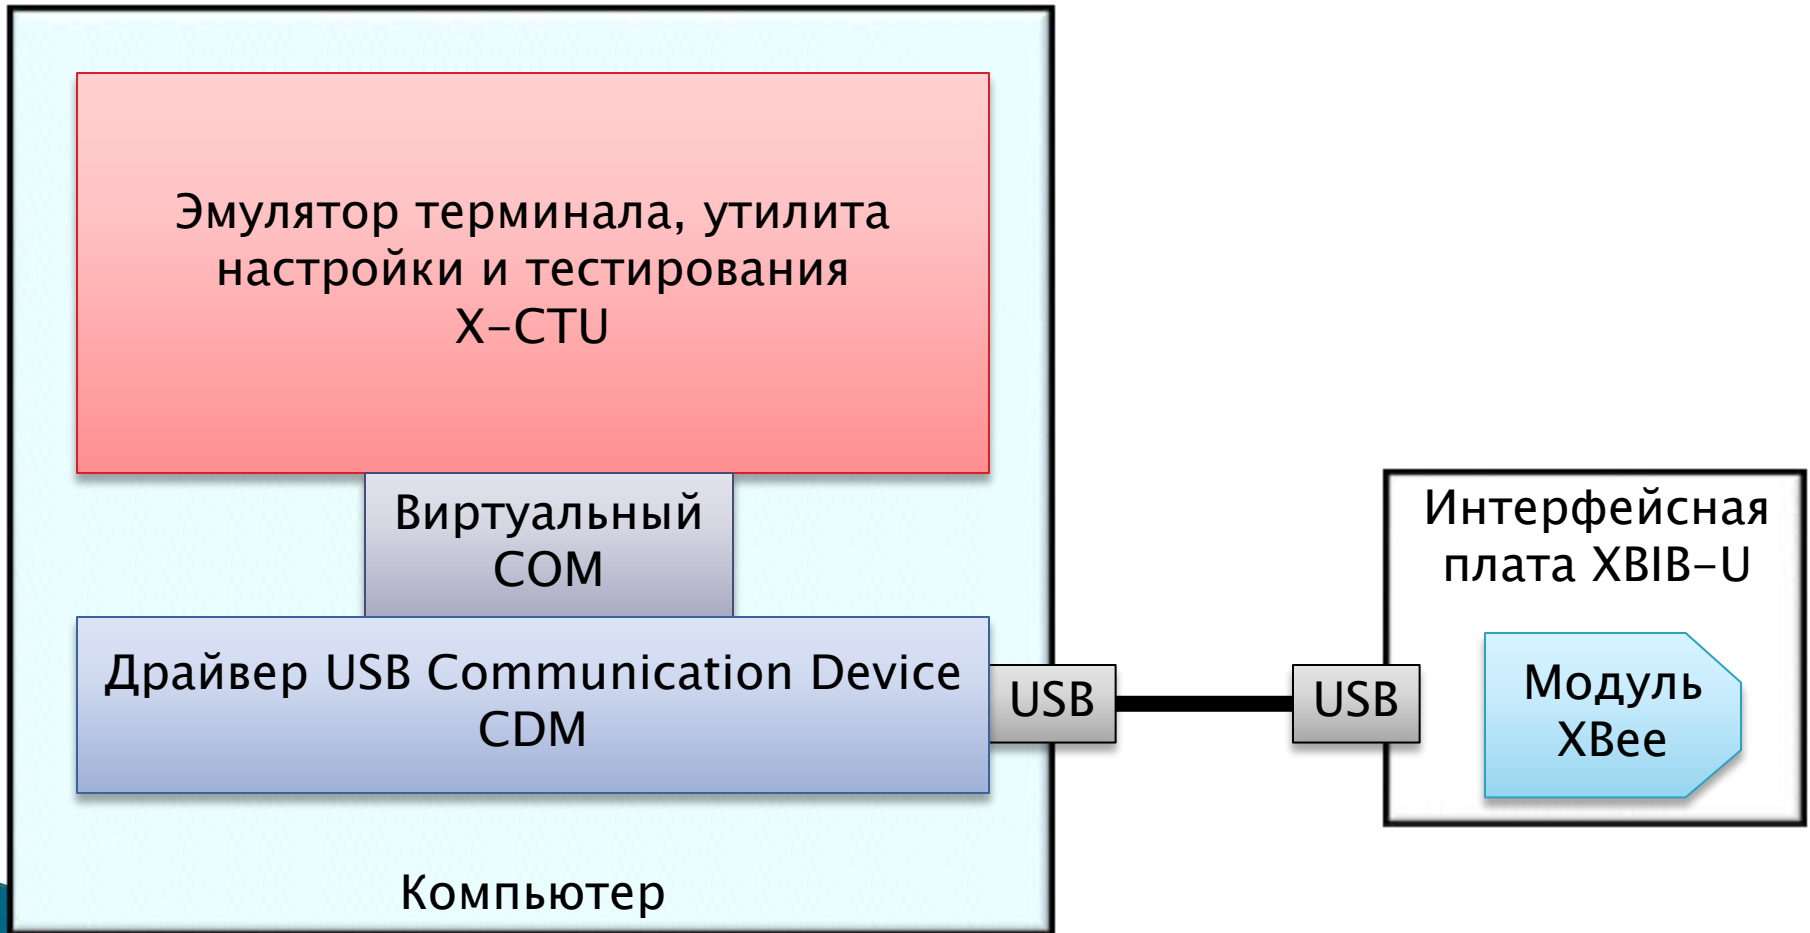 Эмулятор терминала, утилита
настройки и тестирования
X-CTU
Виртуальный
COM
Драйвер USB Communication Device
CDM
USB
USB
Интерфейсная
плата XBIB-U
Модуль
XBee
Компьютер